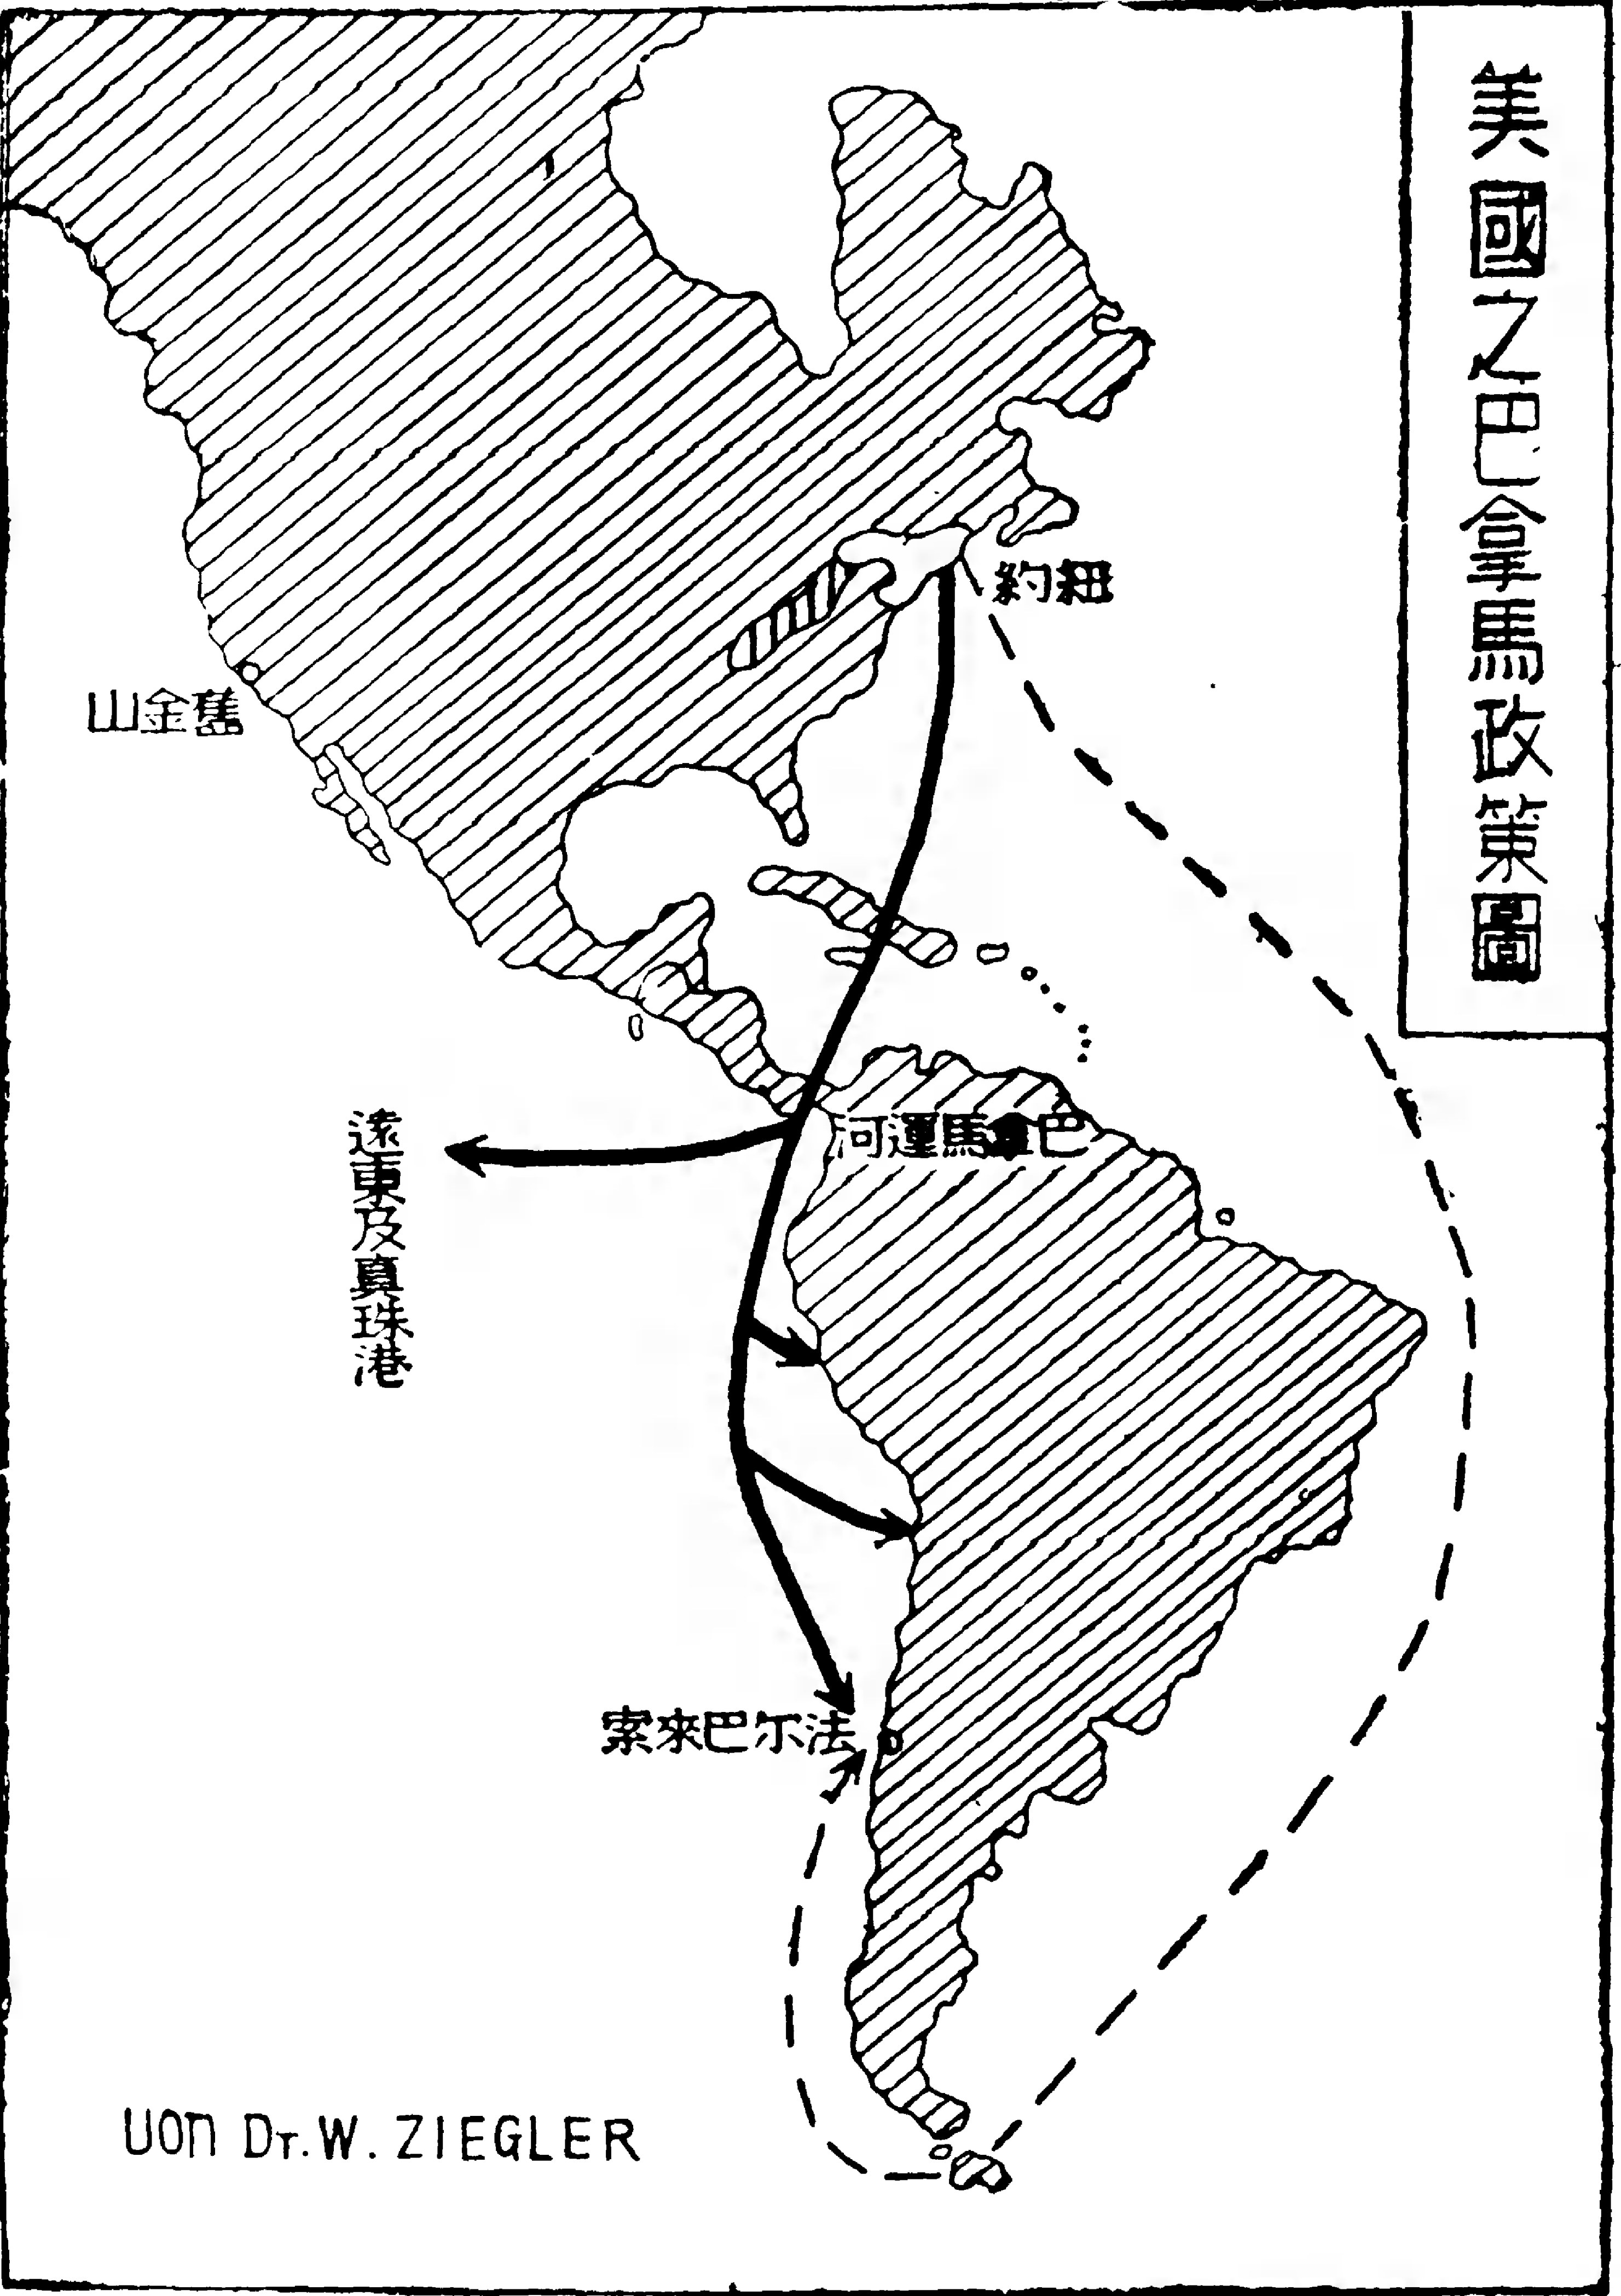 美國之巴拿馬政策圖
紐約
舊金山
巴拿馬運河
遠東及真珠港
法尔巴來索
von Dr. W. ZIEGLER